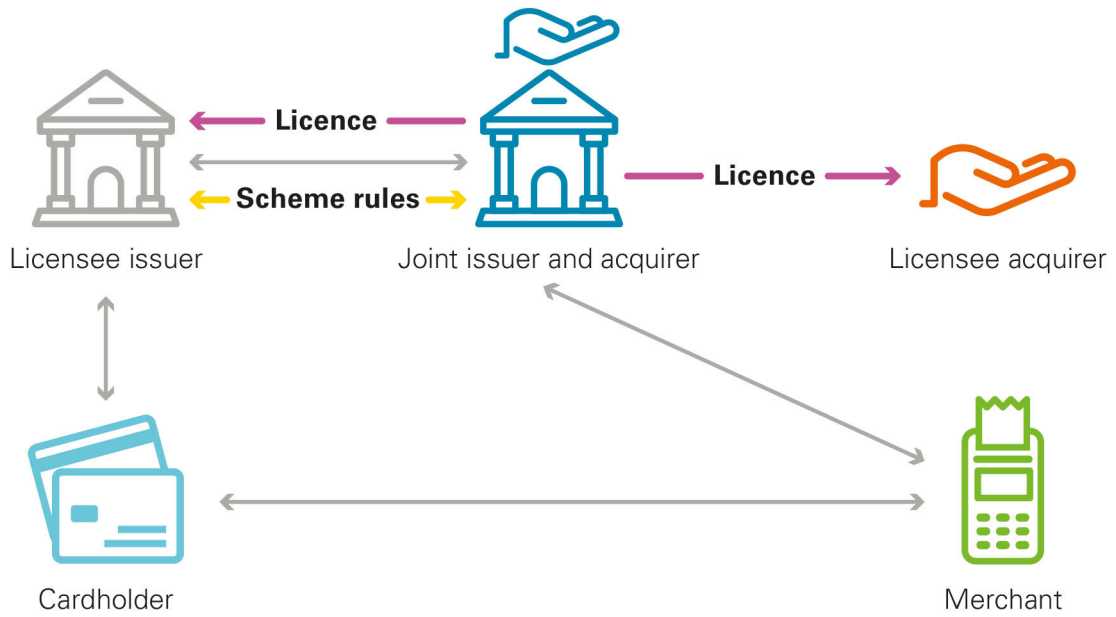 Licence
Licence
Scheme rules
Licensee issuer
Joint issuer and acquirer
Licensee acquirer
Cardholder
Merchant